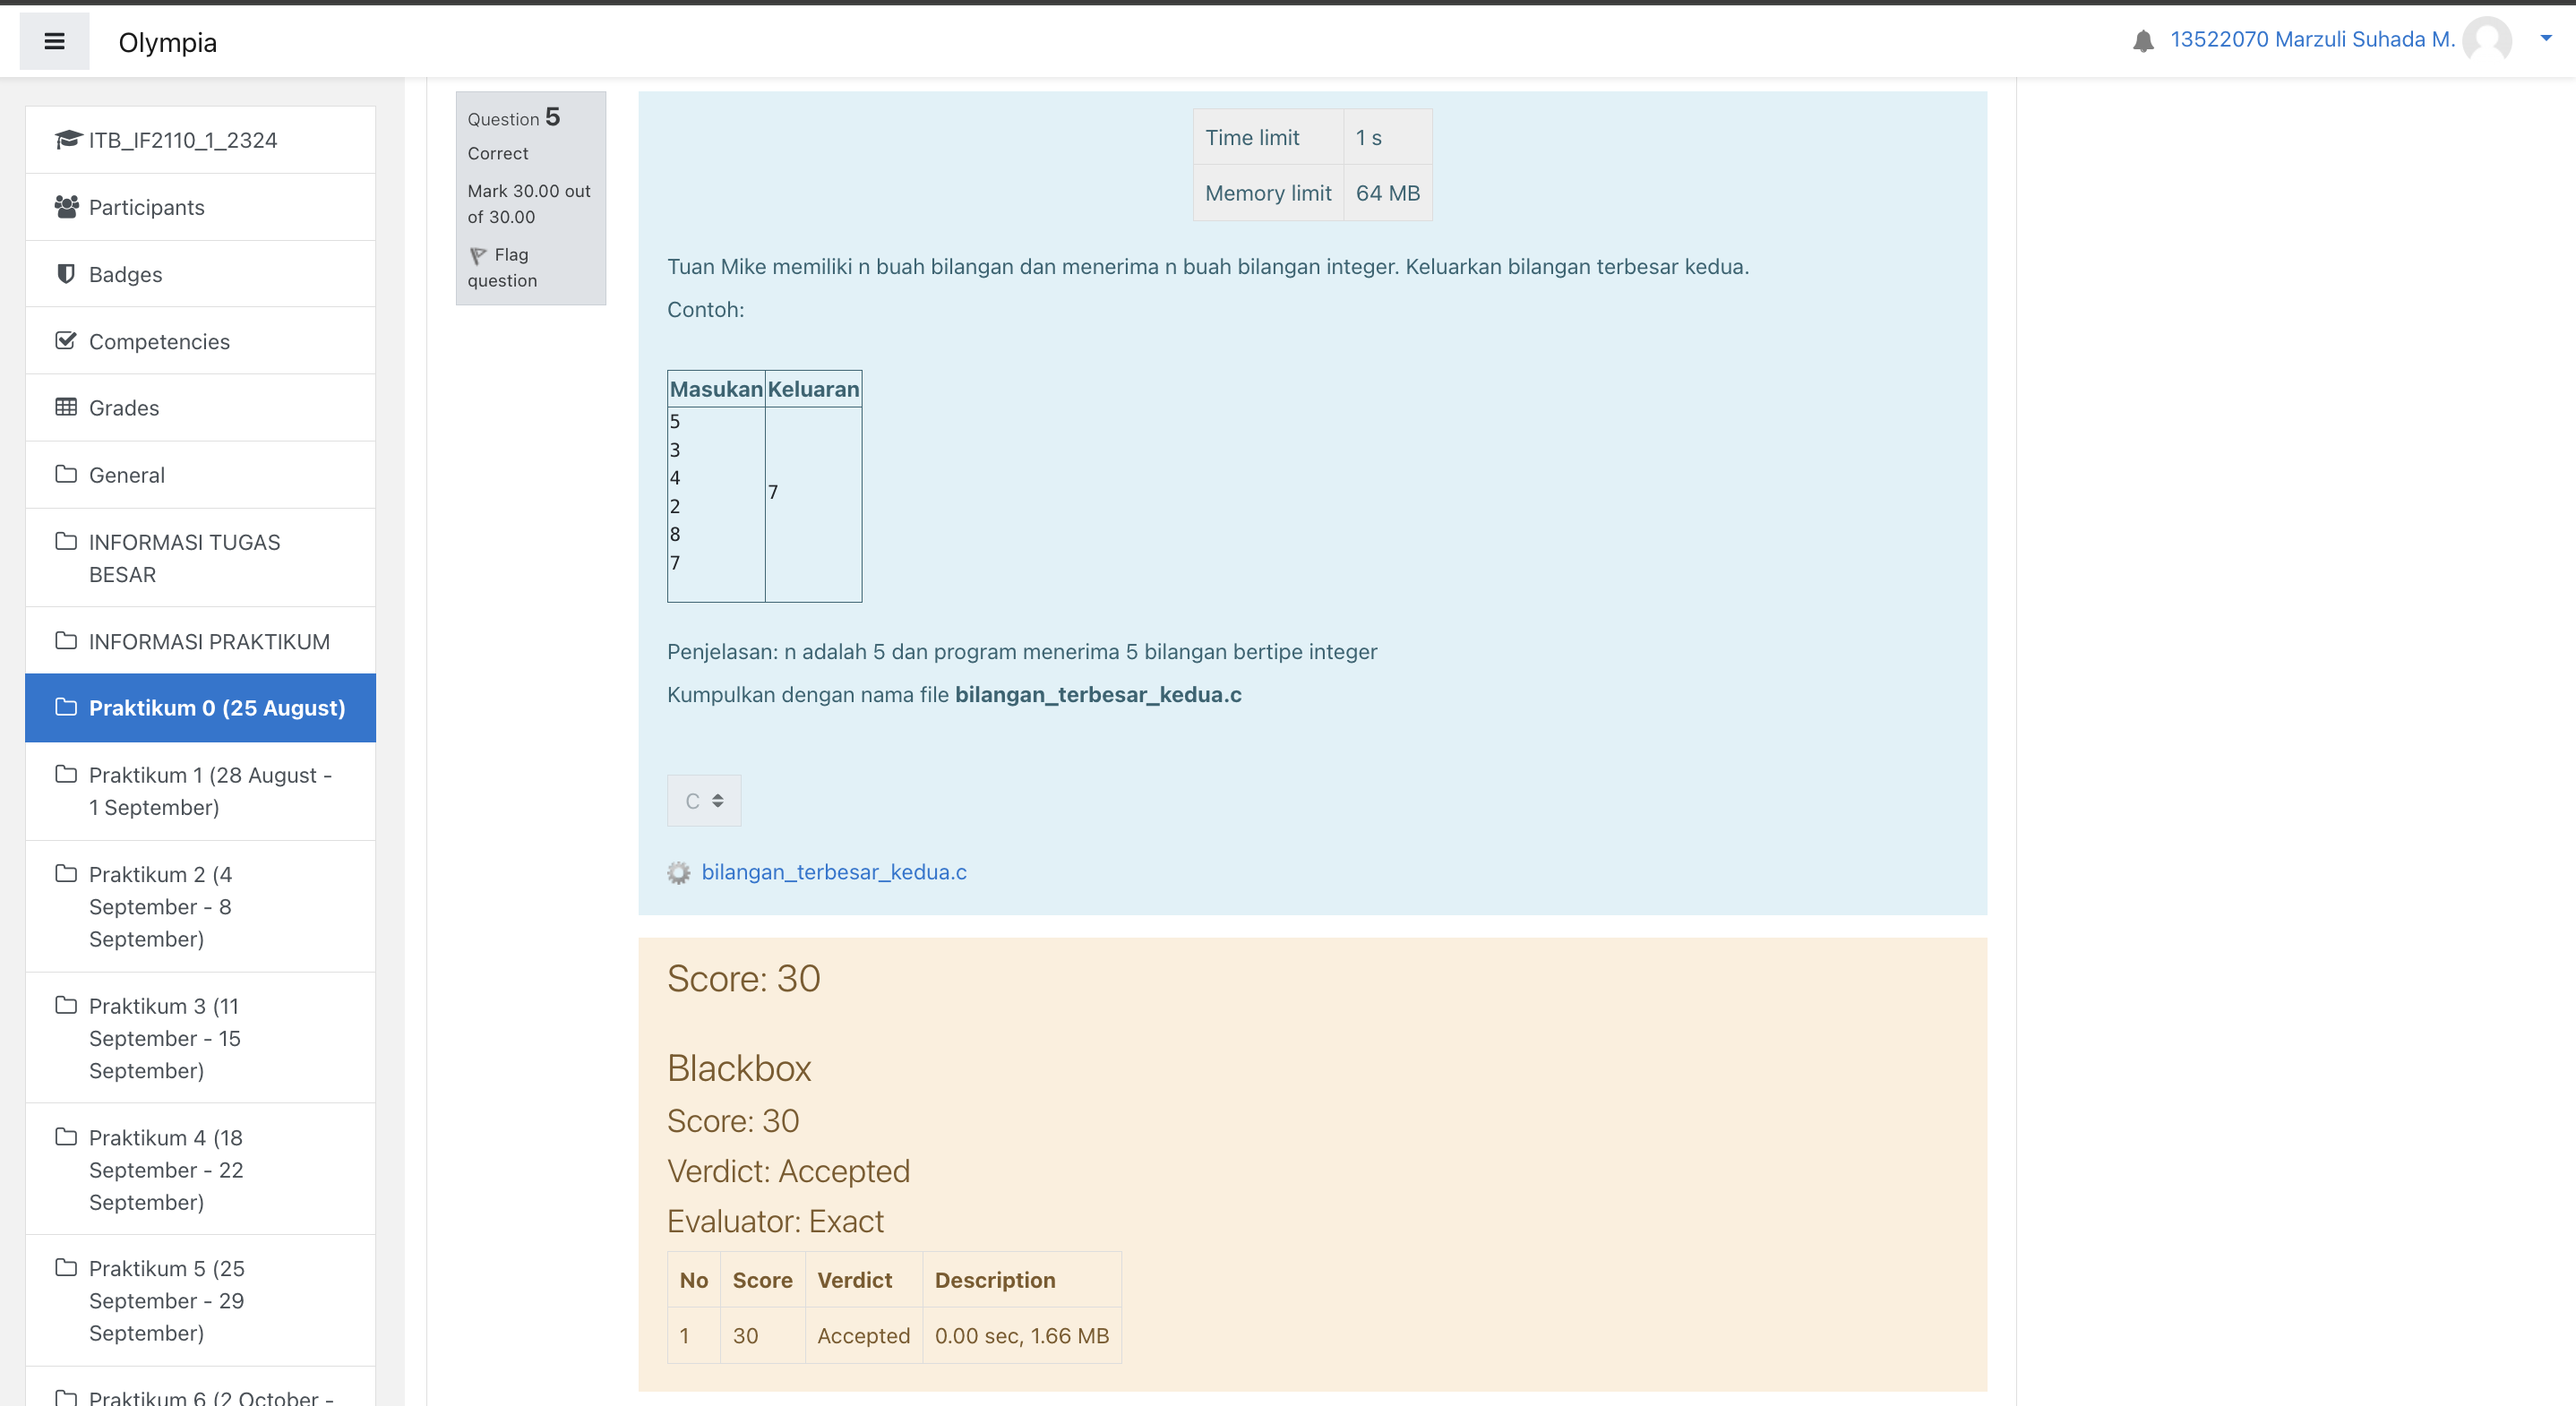 Olympia
13522070 Marzuli Suhada M.
ITB_IF2110_1_2324
Participants
Badges
Competencies
Grades
General
INFORMASI TUGAS
BESAR
INFORMASI PRAKTIKUM
Praktikum 0 (25 August)
Praktikum 1 (28 August -
1 September)
Praktikum 2 (4
September - 8
September)
Praktikum 3 (11
September - 15
September)
Praktikum 4 (18
September - 22
September)
Praktikum 5 (25
September - 29
September)
Praktikum 6 (2 October -
Question 5
Correct
Mark 30.00 out
of 30.00
Flag
question
Time limit 1 s
Memory limit 64 MB
Tuan Mike memiliki n buah bilangan dan menerima n buah bilangan integer. Keluarkan bilangan terbesar kedua.
Contoh:
Masukan Keluaran
5
3
4
2
8
7
7
Penjelasan: n adalah 5 dan program menerima 5 bilangan bertipe integer
Kumpulkan dengan nama file bilangan_terbesar_kedua.c
C
bilangan_terbesar_kedua.c
Score: 30
Blackbox
Score: 30
Verdict: Accepted
Evaluator: Exact
No Score Verdict Description
1 30 Accepted 0.00 sec, 1.66 MB